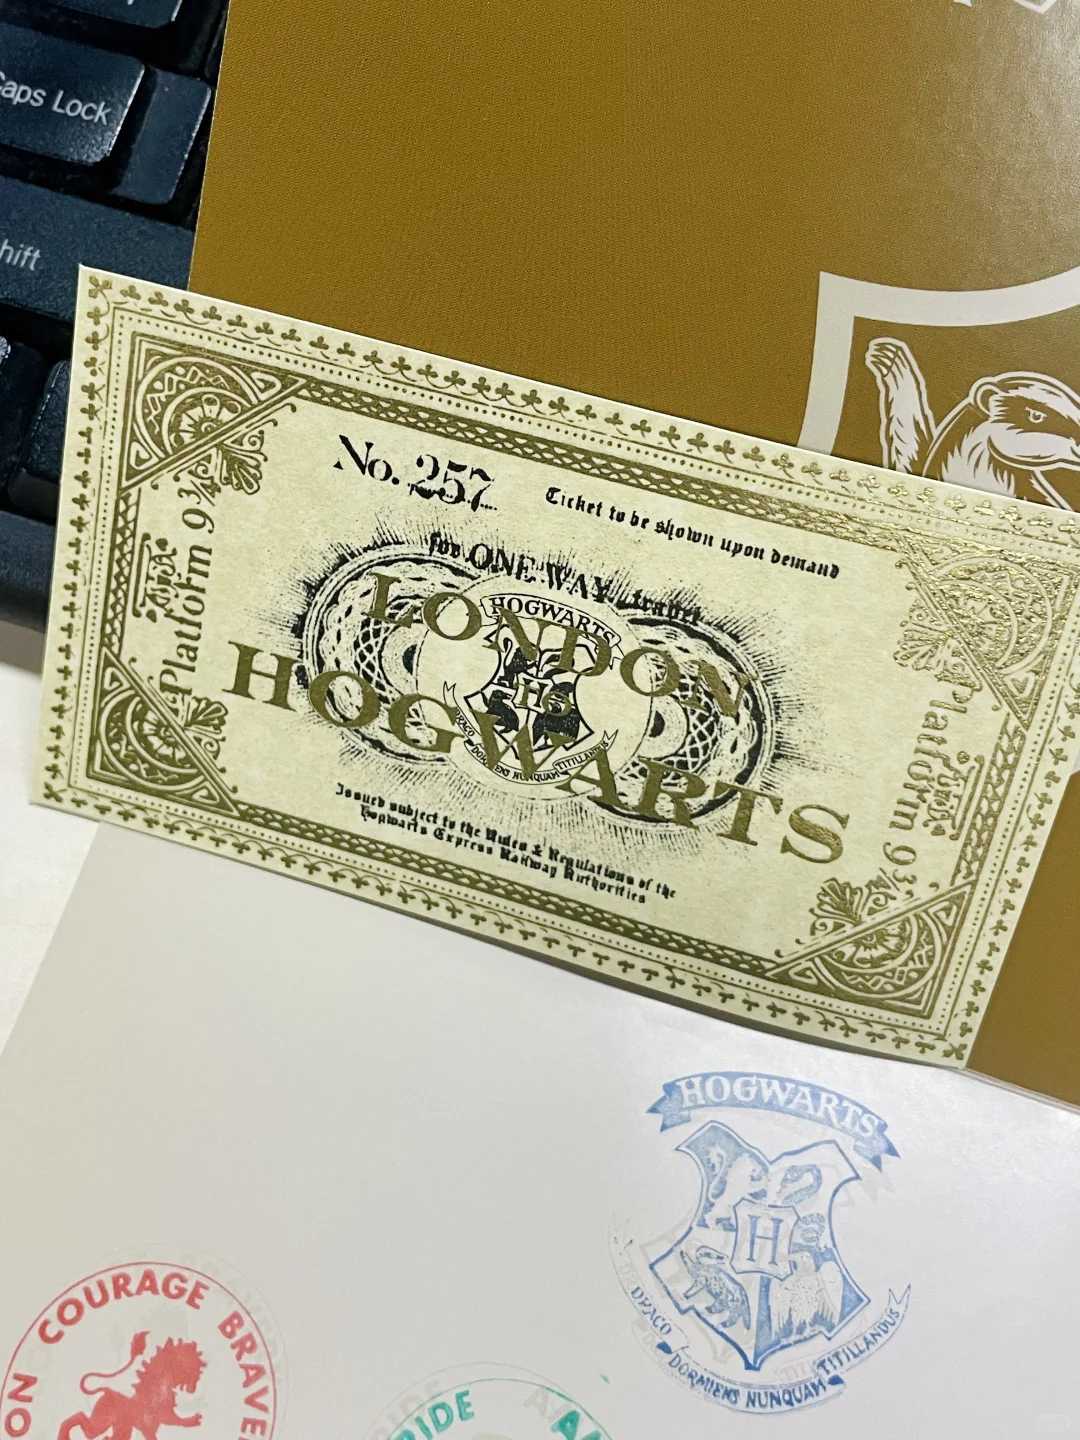 Caps Lock
Shift
No. 257
Ticket to be shown upon demand
for ONE WAY travel
LONDON
HOGWARTS
to
HOGWARTS
H
DRACO DORMIENS NUNQUAM TITILLANDUS
Issued subject to the Rules & Regulations of the
Hogwarts Express Railway Authorities
Platform 9¾
Platform 9¾
HOGWARTS
H
DRACO DORMIENS NUNQUAM TITILLANDUS
COURAGE BRAVE